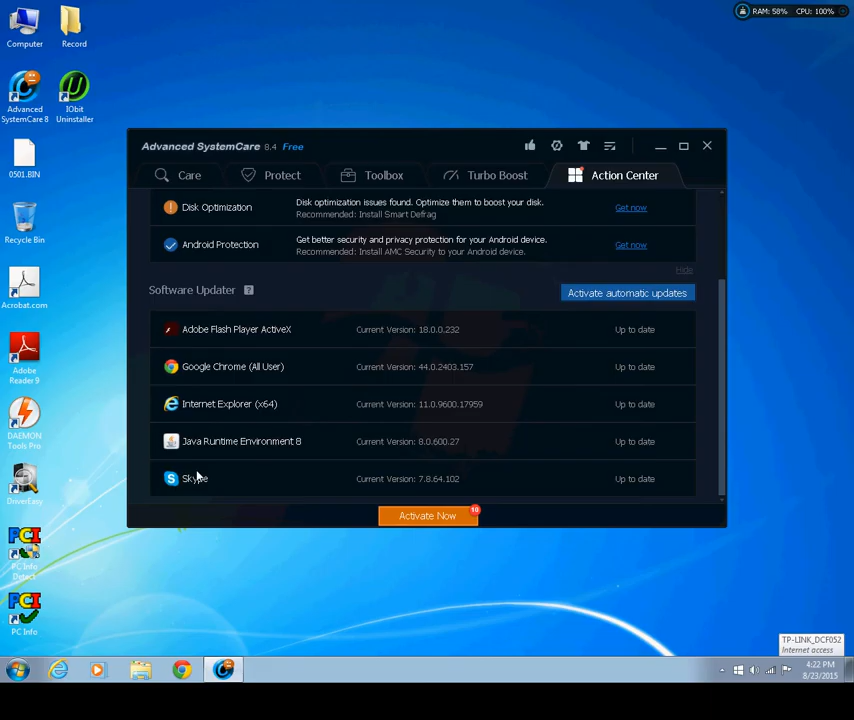 RAM: 58% CPU: 100%
Computer
Record
Advanced
SystemCare 8
IObit
Uninstaller
0501.BIN
Recycle Bin
Acrobat.com
Adobe
Reader 9
DAEMON
Tools Pro
DriverEasy
PCI
PC Info
Detect
PCI
PC Info
Advanced SystemCare 8.4 Free
Care
Protect
Toolbox
Turbo Boost
Action Center
Disk Optimization
Disk optimization issues found. Optimize them to boost your disk.
Recommended: Install Smart Defrag
Get now
Android Protection
Get better security and privacy protection for your Android device.
Recommended: Install AMC Security to your Android device.
Get now
Hide
Software Updater ?
Activate automatic updates
Adobe Flash Player ActiveX Current Version: 18.0.0.232 Up to date
Google Chrome (All User) Current Version: 44.0.2403.157 Up to date
Internet Explorer (x64) Current Version: 11.0.9600.17959 Up to date
Java Runtime Environment 8 Current Version: 8.0.600.27 Up to date
Skype Current Version: 7.8.64.102 Up to date
Activate Now
10
TP-LINK_DCF052
Internet access
4:22 PM
8/23/2015